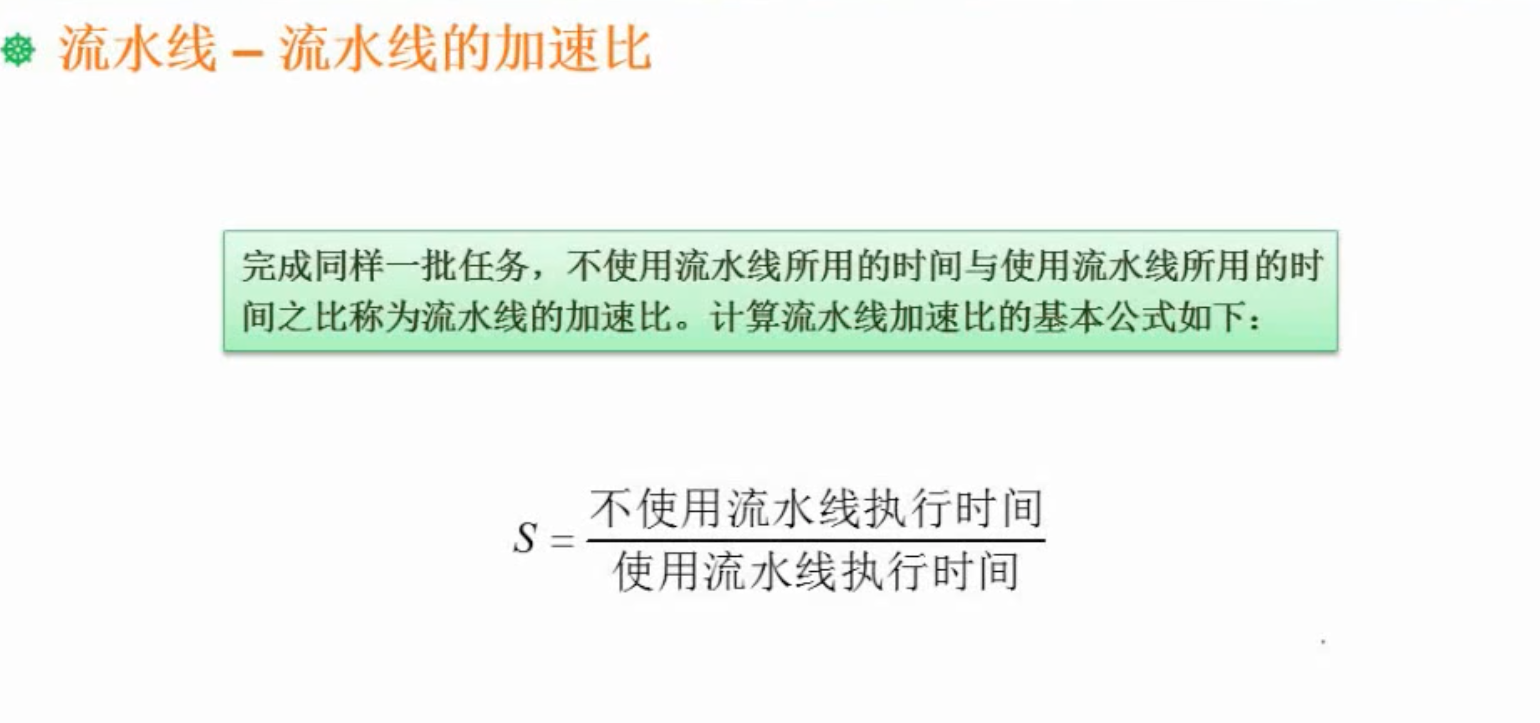 流水线 – 流水线的加速比
完成同样一批任务，不使用流水线所用的时间与使用流水线所用的时
间之比称为流水线的加速比。计算流水线加速比的基本公式如下：
S = 不使用流水线执行时间
使用流水线执行时间